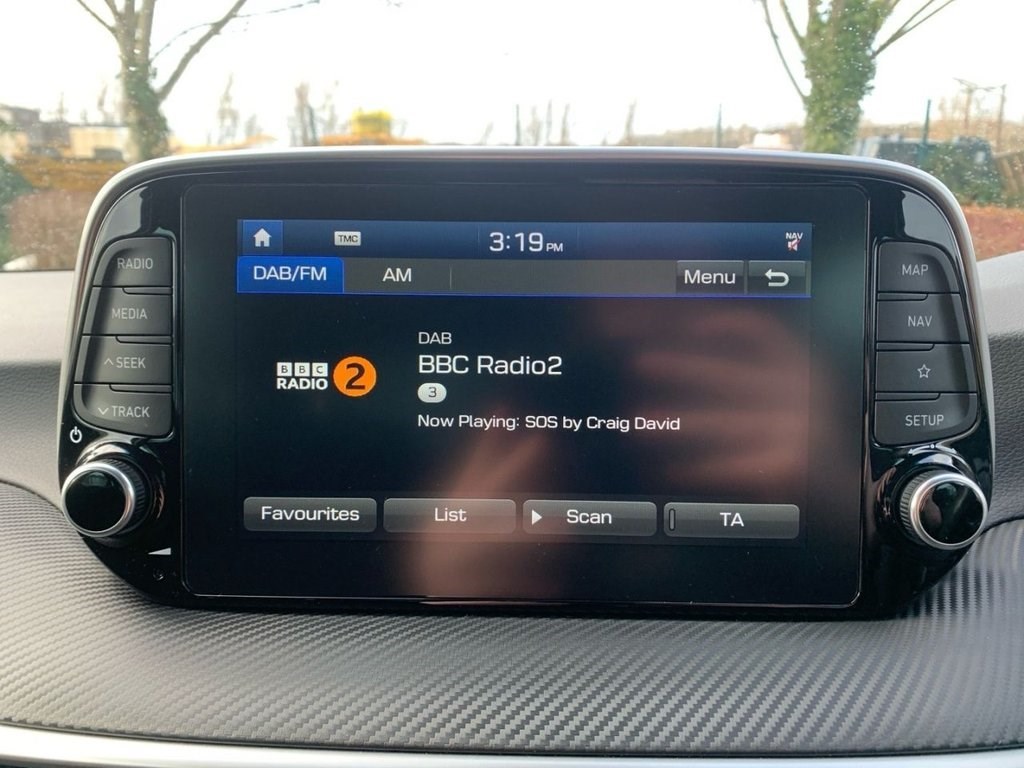 TMC
3:19 PM
NAV
DAB/FM
AM
Menu
RADIO
MEDIA
SEEK
TRACK
MAP
NAV
SETUP
BBC
RADIO 2
DAB
BBC Radio2
3
Now Playing: SOS by Craig David
Favourites
List
Scan
TA